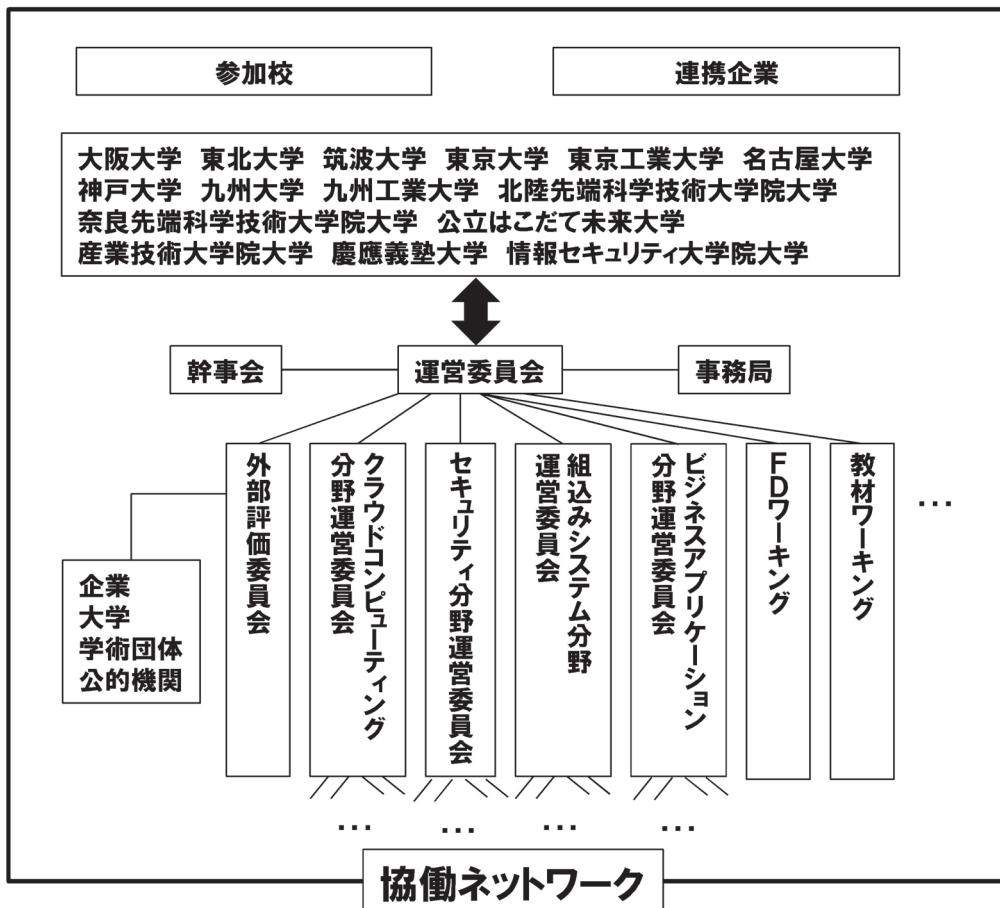 参加校
連携企業
大阪大学 東北大学 筑波大学 東京大学 東京工業大学 名古屋大学
神戸大学 九州大学 九州工業大学 北陸先端科学技術大学院大学
奈良先端科学技術大学院大学 公立はこだて未来大学
産業技術大学院大学 慶應義塾大学 情報セキュリティ大学院大学
幹事会
運営委員会
事務局
外部評価委員会
クラウドコンピューティング
分野運営委員会
セキュリティ分野運営委員会
組込みシステム分野
運営委員会
ビジネスアプリケーション
分野運営委員会
FDワーキング
教材ワーキング
…
企業
大学
学術団体
公的機関
…
…
…
…
協働ネットワーク